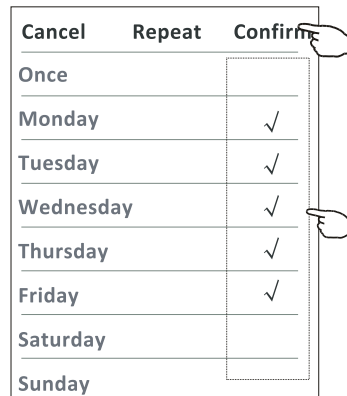 Cancel Repeat Confirm
Once
Monday √
Tuesday √
Wednesday √
Thursday √
Friday √
Saturday
Sunday